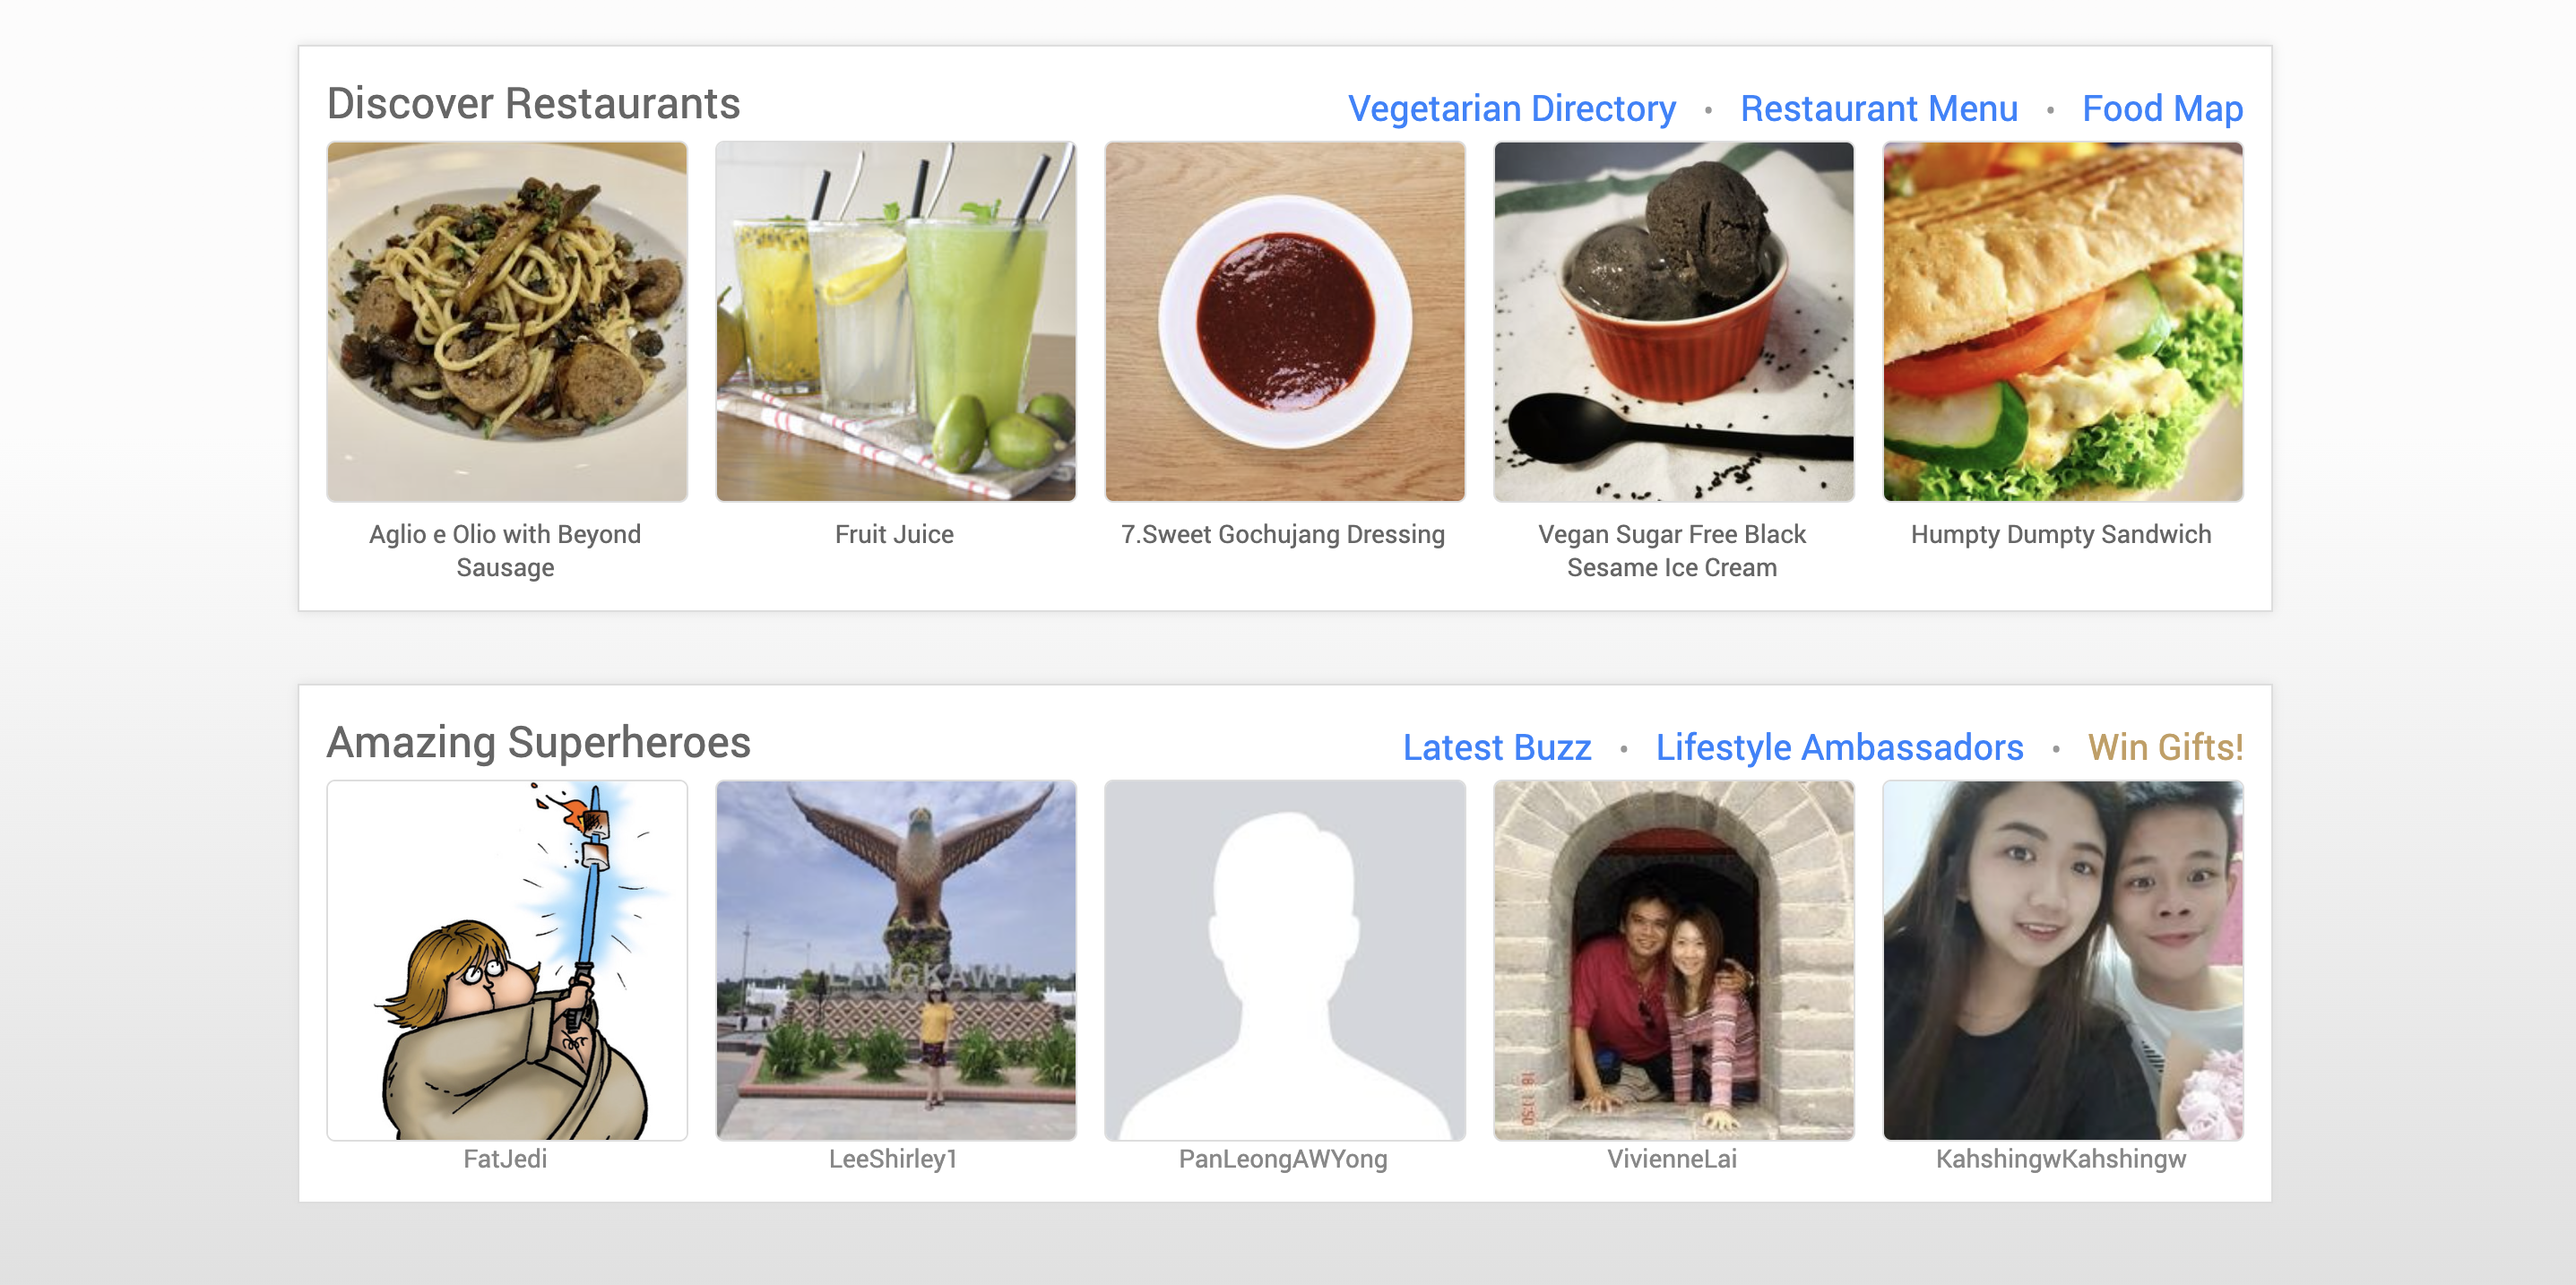 Discover Restaurants
Vegetarian Directory • Restaurant Menu • Food Map
Aglio e Olio with Beyond
Sausage
Fruit Juice
7.Sweet Gochujang Dressing
Vegan Sugar Free Black
Sesame Ice Cream
Humpty Dumpty Sandwich
Amazing Superheroes
Latest Buzz • Lifestyle Ambassadors • Win Gifts!
LANGKAWI
FatJedi
LeeShirley1
PanLeongAWYong
VivienneLai
KahshingwKahshingw